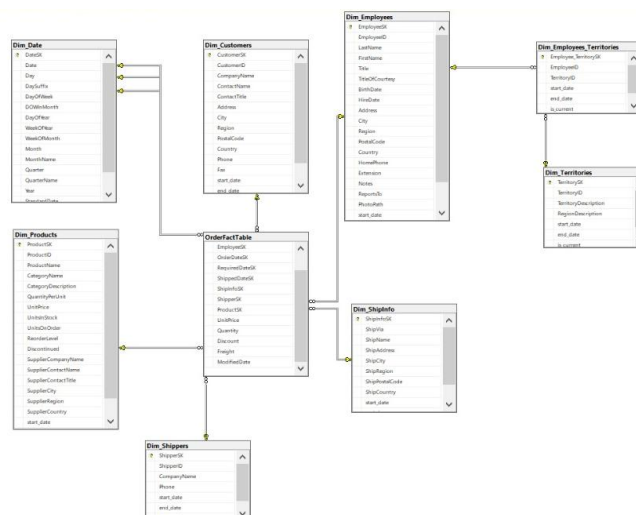 Dim_Date
DateSK
Date
Day
DaySuffix
DayOfWeek
DOWInMonth
DayOfYear
WeekOfYear
WeekOfMonth
Month
MonthName
Quarter
QuarterName
Year
StandardDate
Dim_Customers
CustomerSK
CustomerID
CompanyName
ContactName
ContactTitle
Address
City
Region
PostalCode
Country
Phone
Fax
start_date
end_date
Dim_Employees
EmployeeSK
EmployeeID
LastName
FirstName
Title
TitleOfCourtesy
BirthDate
HireDate
Address
City
Region
PostalCode
Country
HomePhone
Extension
Notes
ReportsTo
PhotoPath
start_date
Dim_Employees_Territories
Employee_TerritorySK
EmployeeID
TerritoryID
start_date
end_date
is_current
Dim_Territories
TerritorySK
TerritoryID
TerritoryDescription
RegionDescription
start_date
end_date
is_current
Dim_Products
ProductSK
ProductID
ProductName
CategoryName
CategoryDescription
QuantityPerUnit
UnitPrice
UnitsInStock
UnitsOnOrder
ReorderLevel
Discontinued
SupplierCompanyName
SupplierContactName
SupplierContactTitle
SupplierCity
SupplierRegion
SupplierCountry
start_date
OrderFactTable
EmployeeSK
OrderDateSK
RequiredDateSK
ShippedDateSK
ShipInfoSK
ShipperSK
ProductSK
UnitPrice
Quantity
Discount
Freight
ModifiedDate
Dim_ShipInfo
ShipInfoSK
ShipVia
ShipName
ShipAddress
ShipCity
ShipRegion
ShipPostalCode
ShipCountry
start_date
Dim_Shippers
ShipperSK
ShipperID
CompanyName
Phone
start_date
end_date